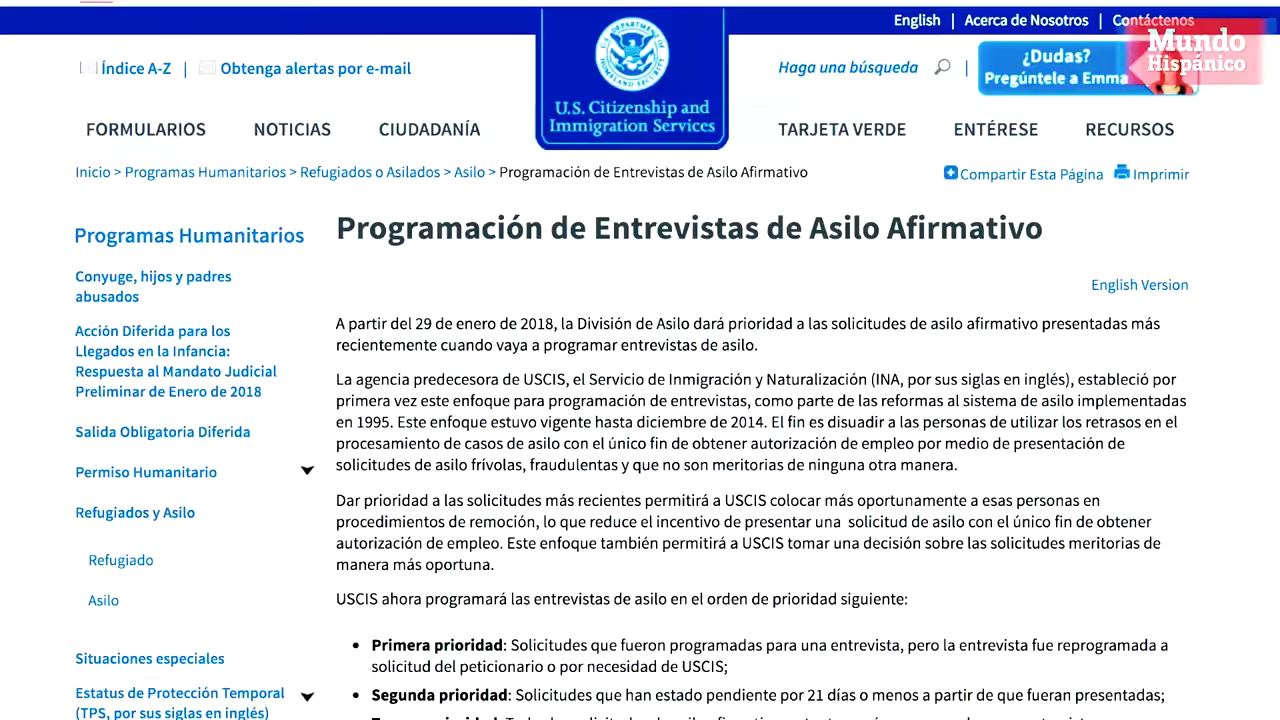 English | Acerca de Nosotros | Contáctenos
Mundo
Hispánico
Índice A-Z | Obtenga alertas por e-mail
Haga una búsqueda |
¿Dudas?
Pregúntele a Emma
U.S. Citizenship and
Immigration Services
FORMULARIOS NOTICIAS CIUDADANÍA TARJETA VERDE ENTÉRESE RECURSOS
Inicio > Programas Humanitarios > Refugiados o Asilados > Asilo > Programación de Entrevistas de Asilo Afirmativo
Compartir Esta Página Imprimir
Programas Humanitarios
Conyuge, hijos y padres
abusados
Acción Diferida para los
Llegados en la Infancia:
Respuesta al Mandato Judicial
Preliminar de Enero de 2018
Salida Obligatoria Diferida
Permiso Humanitario
Refugiados y Asilo
Refugiado
Asilo
Situaciones especiales
Estatus de Protección Temporal
(TPS, por sus siglas en inglés)
Programación de Entrevistas de Asilo Afirmativo
English Version
A partir del 29 de enero de 2018, la División de Asilo dará prioridad a las solicitudes de asilo afirmativo presentadas más
recientemente cuando vaya a programar entrevistas de asilo.
La agencia predecesora de USCIS, el Servicio de Inmigración y Naturalización (INA, por sus siglas en inglés), estableció por
primera vez este enfoque para programación de entrevistas, como parte de las reformas al sistema de asilo implementadas
en 1995. Este enfoque estuvo vigente hasta diciembre de 2014. El fin es disuadir a las personas de utilizar los retrasos en el
procesamiento de casos de asilo con el único fin de obtener autorización de empleo por medio de presentación de
solicitudes de asilo frívolas, fraudulentas y que no son meritorias de ninguna otra manera.
Dar prioridad a las solicitudes más recientes permitirá a USCIS colocar más oportunamente a esas personas en
procedimientos de remoción, lo que reduce el incentivo de presentar una solicitud de asilo con el único fin de obtener
autorización de empleo. Este enfoque también permitirá a USCIS tomar una decisión sobre las solicitudes meritorias de
manera más oportuna.
USCIS ahora programará las entrevistas de asilo en el orden de prioridad siguiente:
• Primera prioridad: Solicitudes que fueron programadas para una entrevista, pero la entrevista fue reprogramada a
solicitud del peticionario o por necesidad de USCIS;
• Segunda prioridad: Solicitudes que han estado pendiente por 21 días o menos a partir de que fueran presentadas;